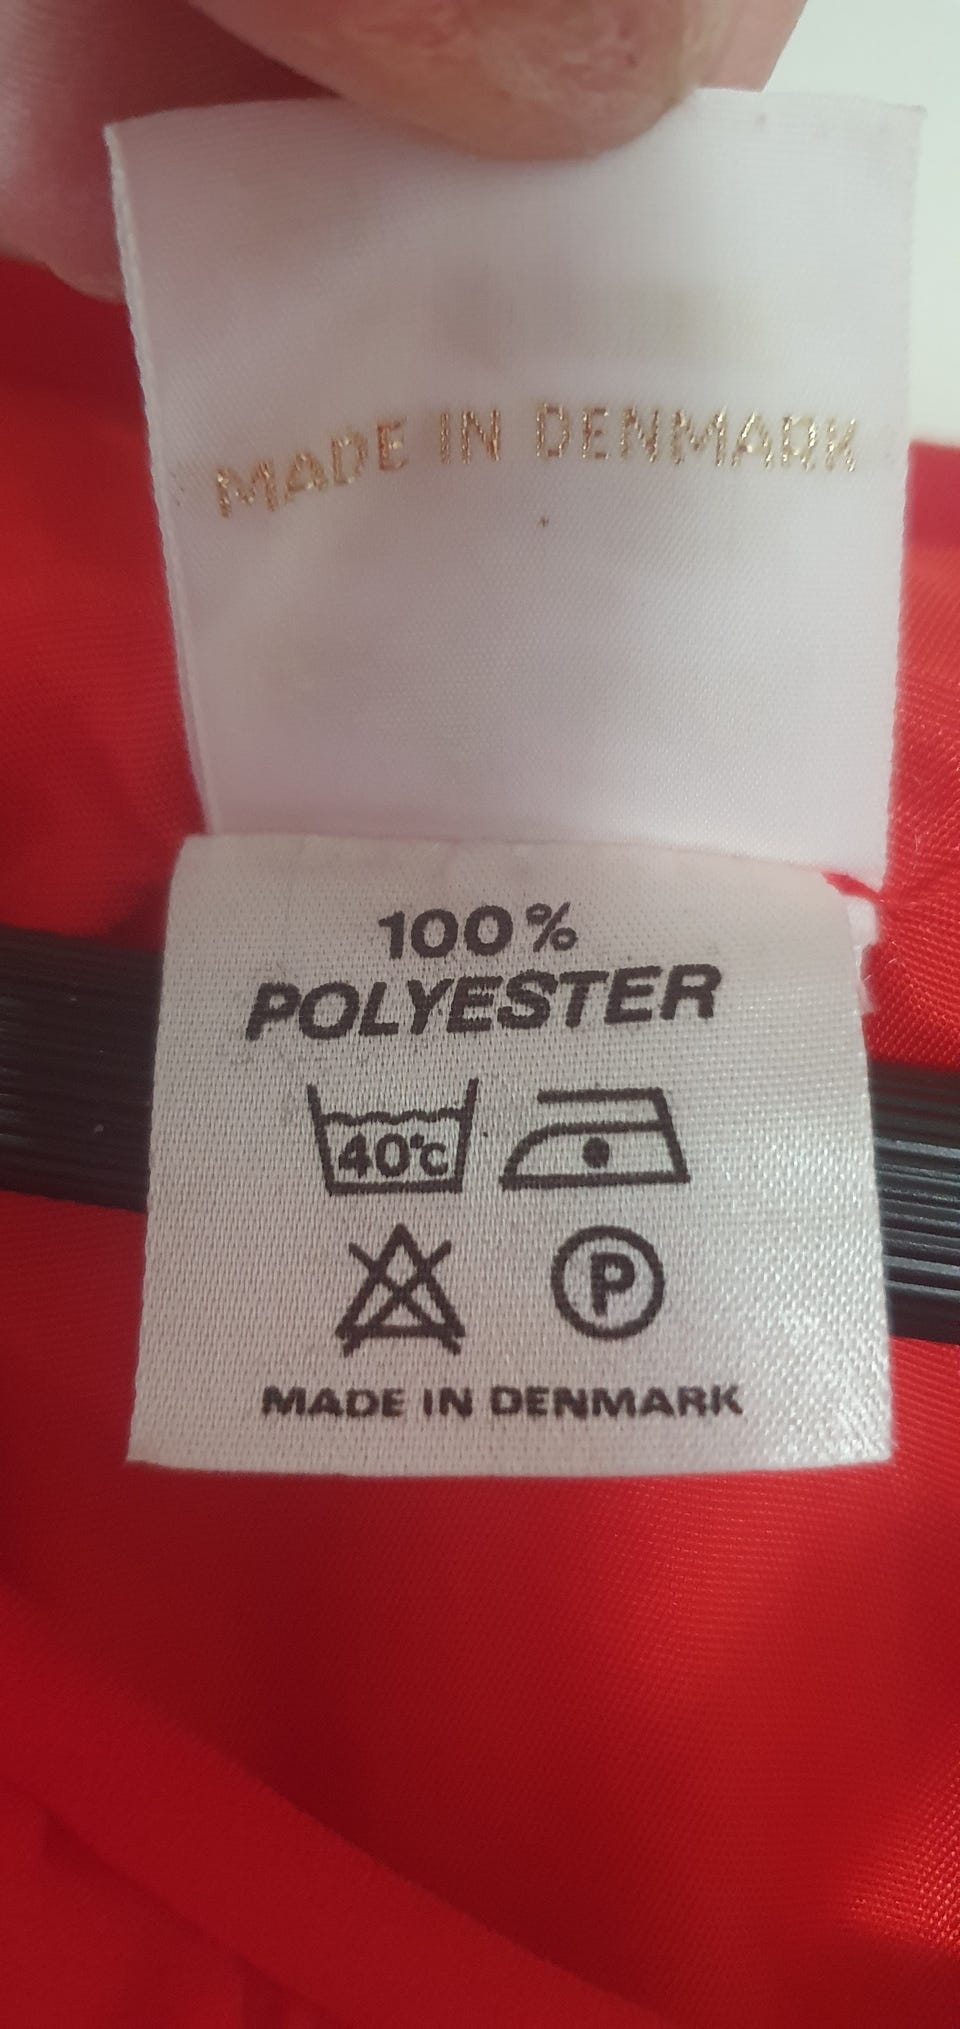 MADE IN DENMARK
100%
POLYESTER
40°C
P
MADE IN DENMARK